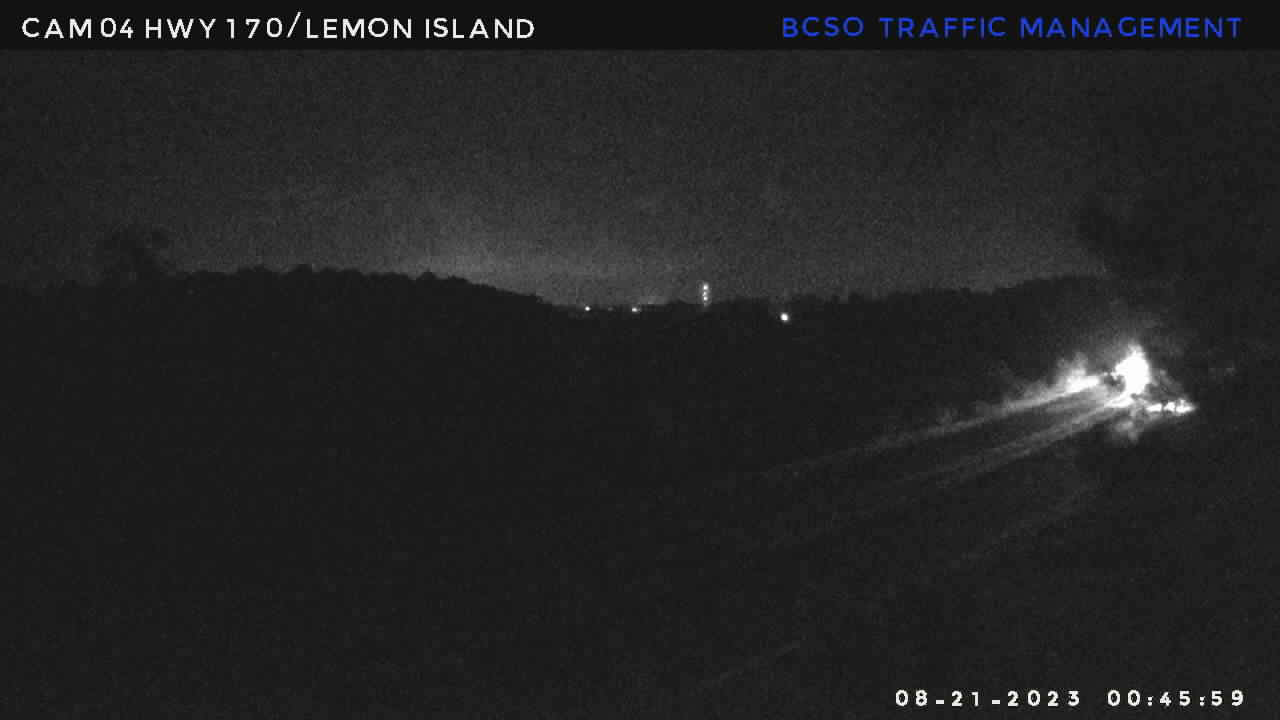 CAM 04 HWY 170/LEMON ISLAND
BCSO TRAFFIC MANAGEMENT
08-21-2023 00:45:59